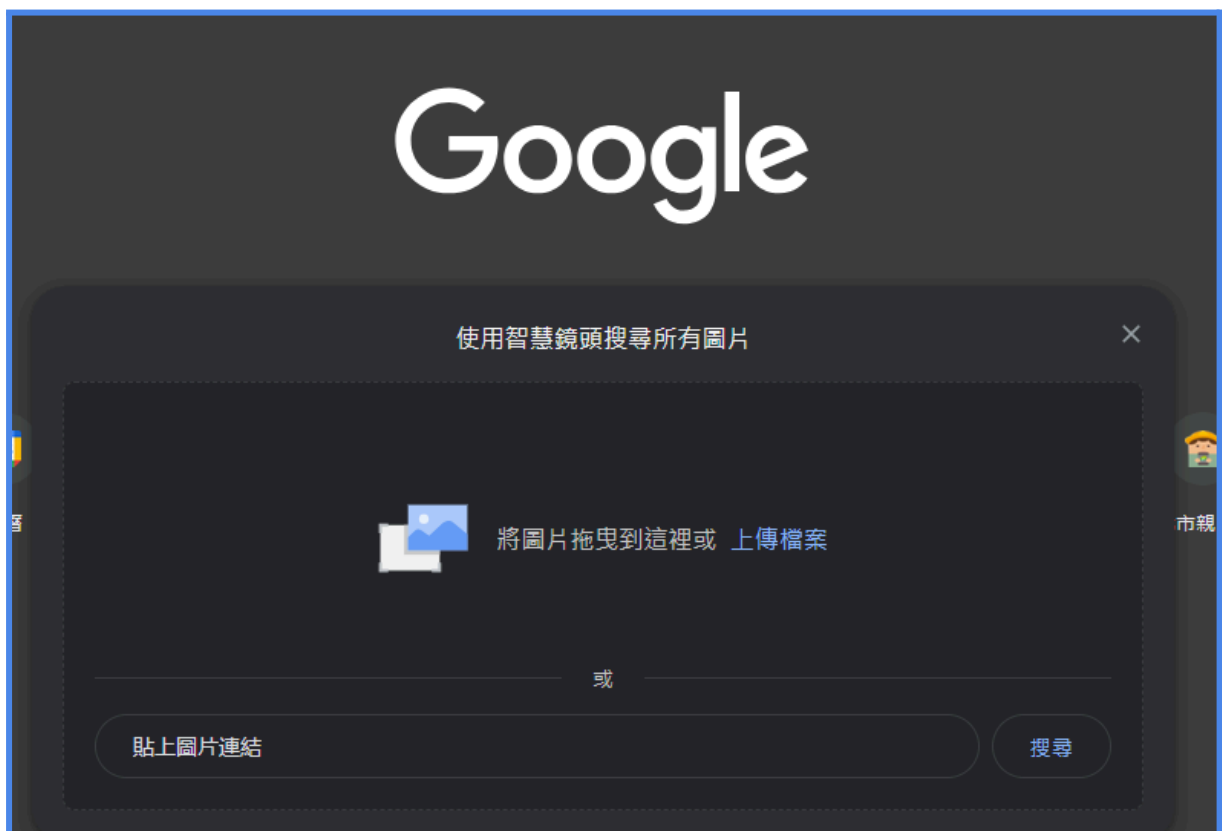 Google
使用智慧鏡頭搜尋所有圖片
將圖片拖曳到這裡或 上傳檔案
市親
或
貼上圖片連結
搜尋